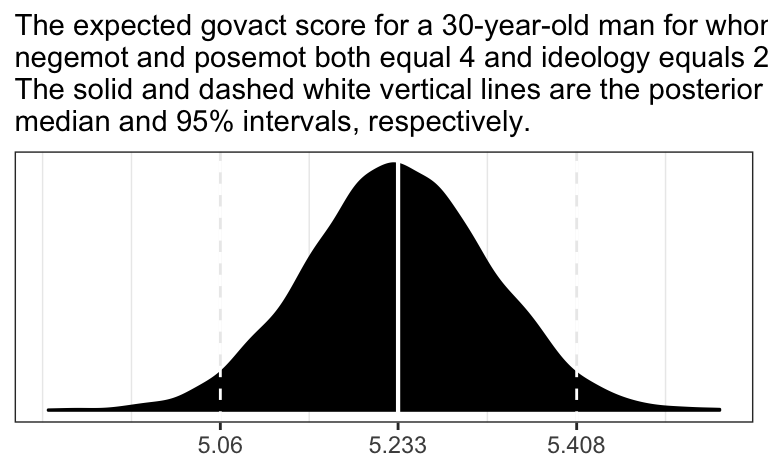 The expected govact score for a 30-year-old man for
negemot and posemot both equal 4 and ideology equals 2
The solid and dashed white vertical lines are the posterior
median and 95% intervals, respectively.
5.06 5.233 5.408